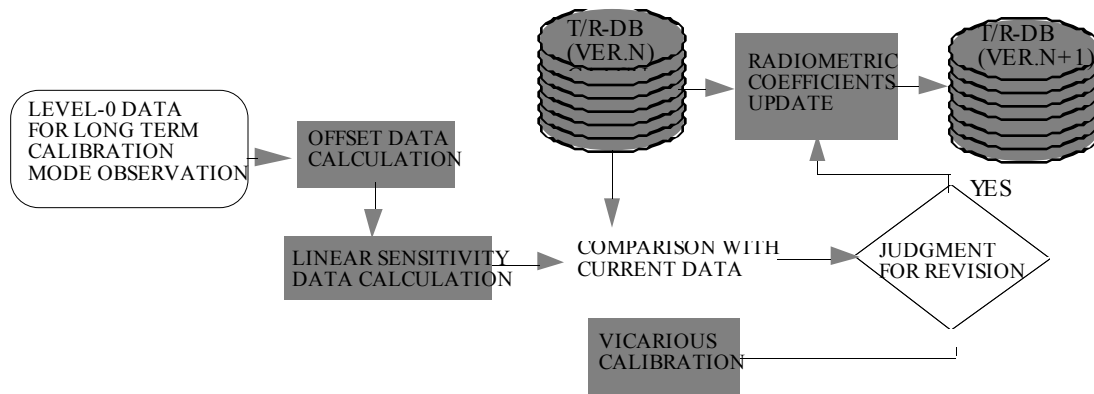 T/R-DB
(VER.N)
RADIOMETRIC
COEFFICIENTS
UPDATE
T/R-DB
(VER.N+1)
LEVEL-0 DATA
FOR LONG TERM
CALIBRATION
MODE OBSERVATION
OFFSET DATA
CALCULATION
YES
LINEAR SENSITIVITY
DATA CALCULATION
COMPARISON WITH
CURRENT DATA
JUDGMENT
FOR REVISION
VICARIOUS
CALIBRATION